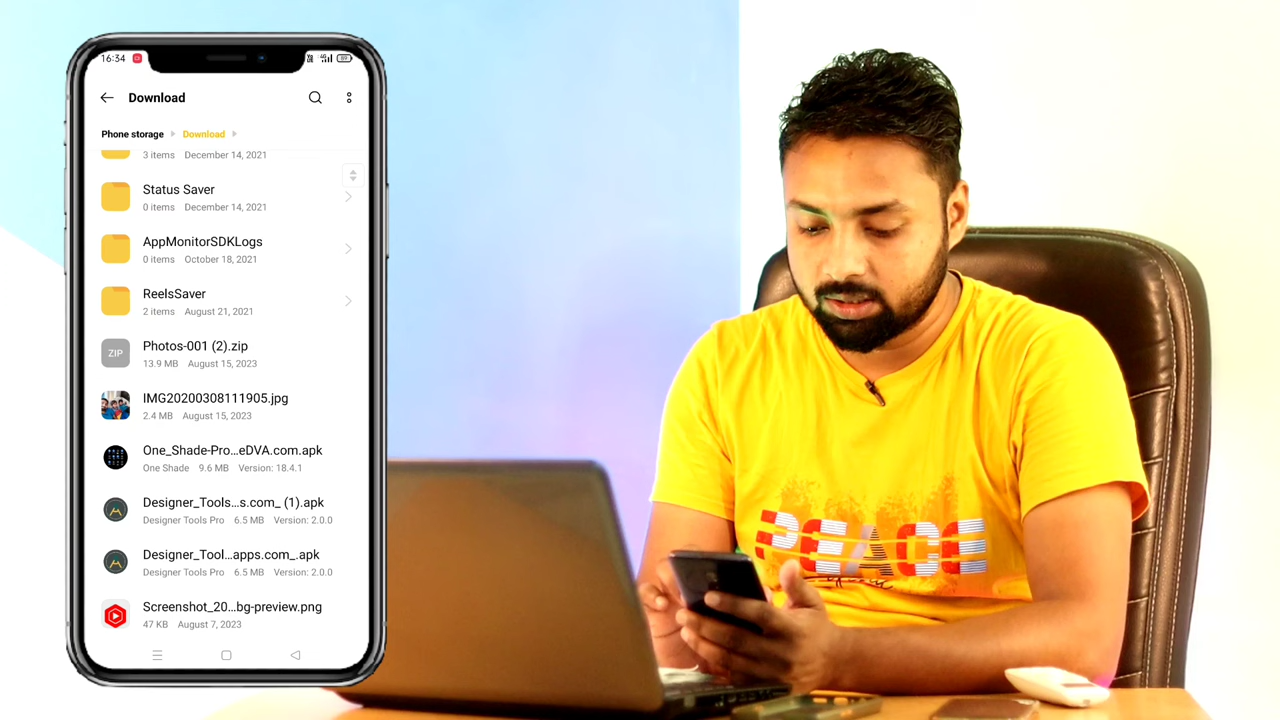 16:34
Download
Phone storage Download
3 items December 14, 2021
Status Saver
0 items December 14, 2021
AppMonitorSDKLogs
0 items October 18, 2021
ReelsSaver
2 items August 21, 2021
ZIP
Photos-001 (2).zip
13.9 MB August 15, 2023
IMG20200308111905.jpg
2.4 MB August 15, 2023
One_Shade-Pro...eDVA.com.apk
One Shade 9.6 MB Version: 18.4.1
Designer_Tools...s.com_ (1).apk
Designer Tools Pro 6.5 MB Version: 2.0.0
Designer_Tool...apps.com_.apk
Designer Tools Pro 6.5 MB Version: 2.0.0
Screenshot_20...bg-preview.png
47 KB August 7, 2023
PEACE